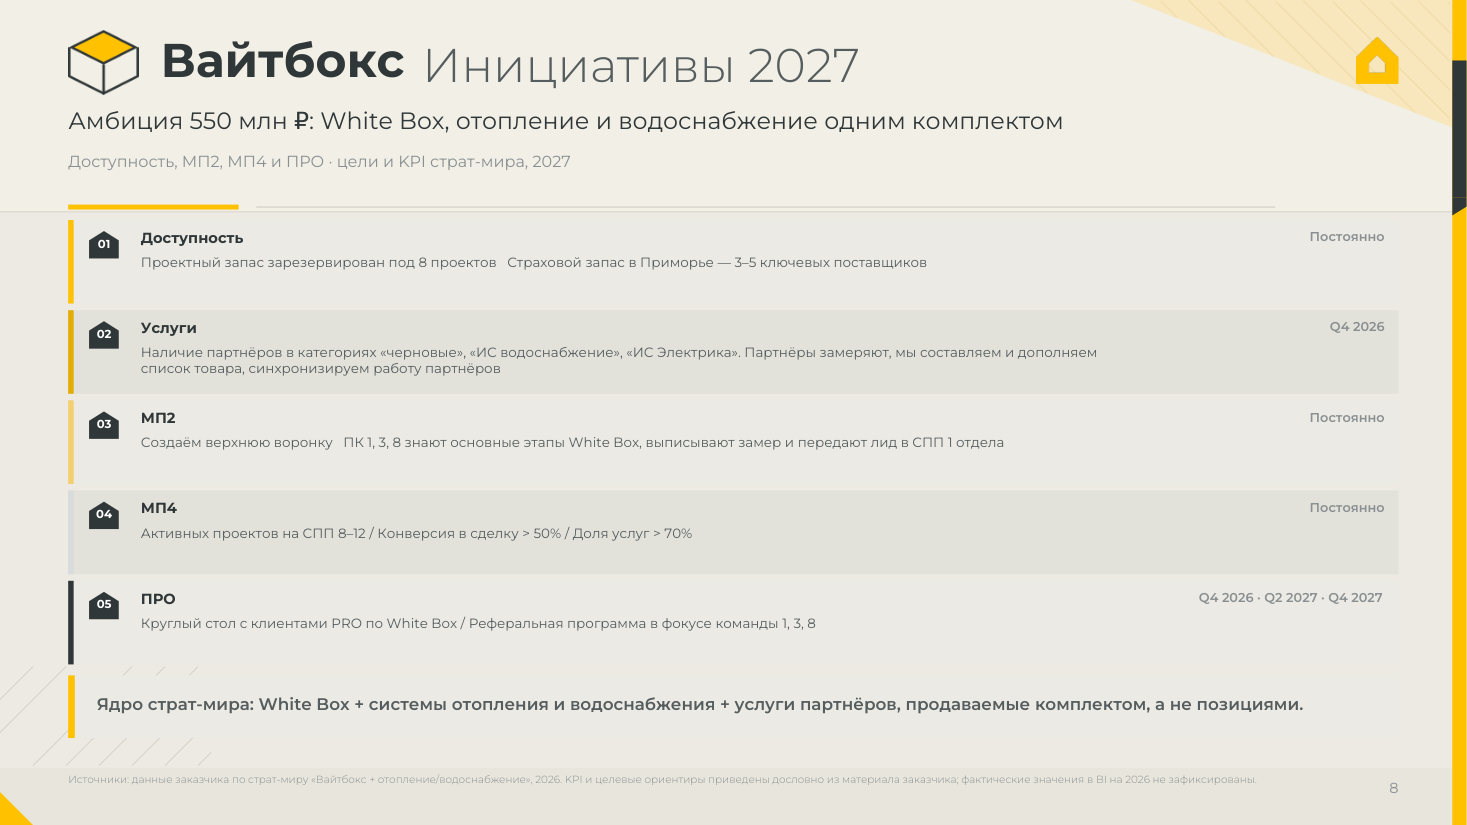 Вайтбокс Инициативы 2027
Амбиция 550 млн ₽: White Box, отопление и водоснабжение одним комплектом
Доступность, МП2, МП4 и ПРО · цели и KPI страт-мира, 2027
01 Доступность Постоянно
Проектный запас зарезервирован под 8 проектов Страховой запас в Приморье — 3–5 ключевых поставщиков
02 Услуги Q4 2026
Наличие партнёров в категориях «черновые», «ИС водоснабжение», «ИС Электрика». Партнёры замеряют, мы составляем и дополняем
список товара, синхронизируем работу партнёров
03 МП2 Постоянно
Создаём верхнюю воронку ПК 1, 3, 8 знают основные этапы White Box, выписывают замер и передают лид в СПП 1 отдела
04 МП4 Постоянно
Активных проектов на СПП 8–12 / Конверсия в сделку > 50% / Доля услуг > 70%
05 ПРО Q4 2026 · Q2 2027 · Q4 2027
Круглый стол с клиентами PRO по White Box / Реферальная программа в фокусе команды 1, 3, 8
Ядро страт-мира: White Box + системы отопления и водоснабжения + услуги партнёров, продаваемые комплектом, а не позициями.
Источники: данные заказчика по страт-миру «Вайтбокс + отопление/водоснабжение», 2026. KPI и целевые ориентиры приведены дословно из материала заказчика; фактические значения в BI на 2026 не зафиксированы.
8